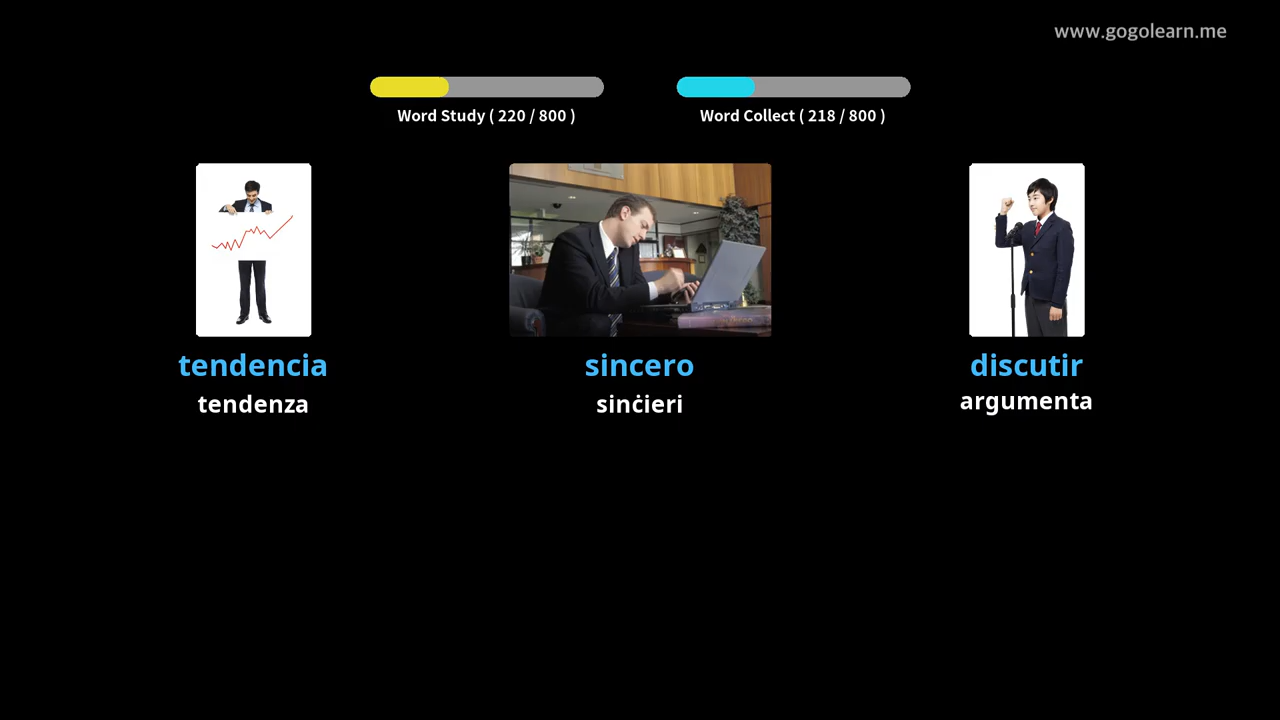 www.gogolearn.me
Word Study ( 220 / 800 )
Word Collect ( 218 / 800 )
tendencia
tendenza
sincero
sinċieri
discutir
argumenta